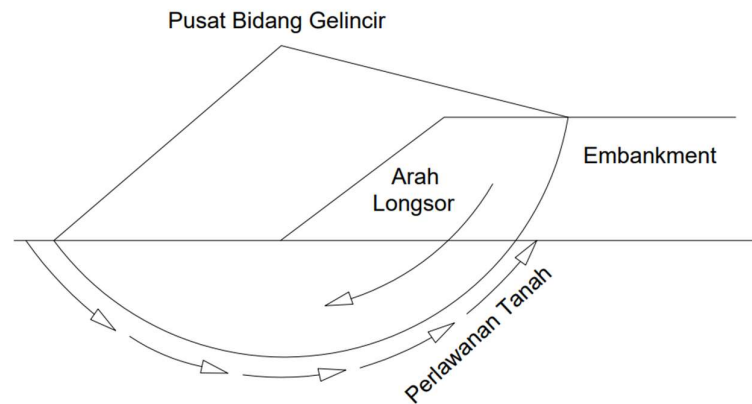 Pusat Bidang Gelincir
Embankment
Arah
Longsor
Perlawanan Tanah